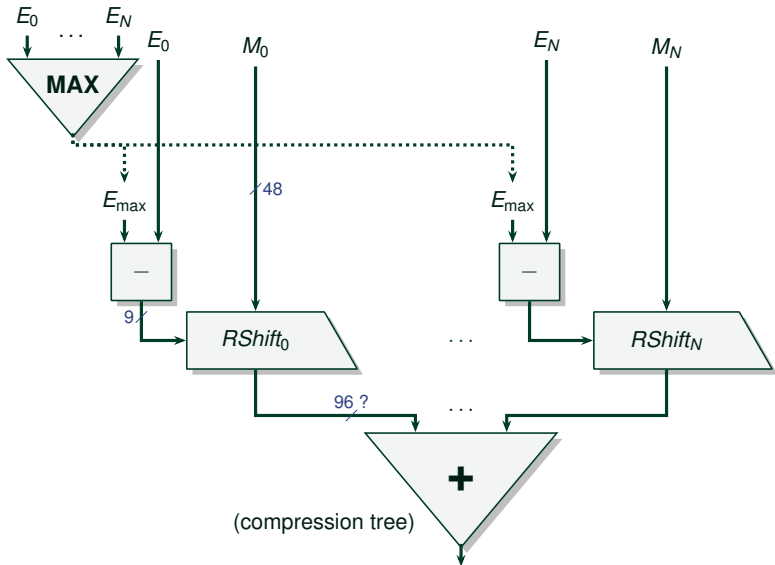 E0 ... EN
E0 M0 EN MN
MAX
48
Emax Emax
− −
9
RShift0 ... RShiftN
96 ? ...
+
(compression tree)